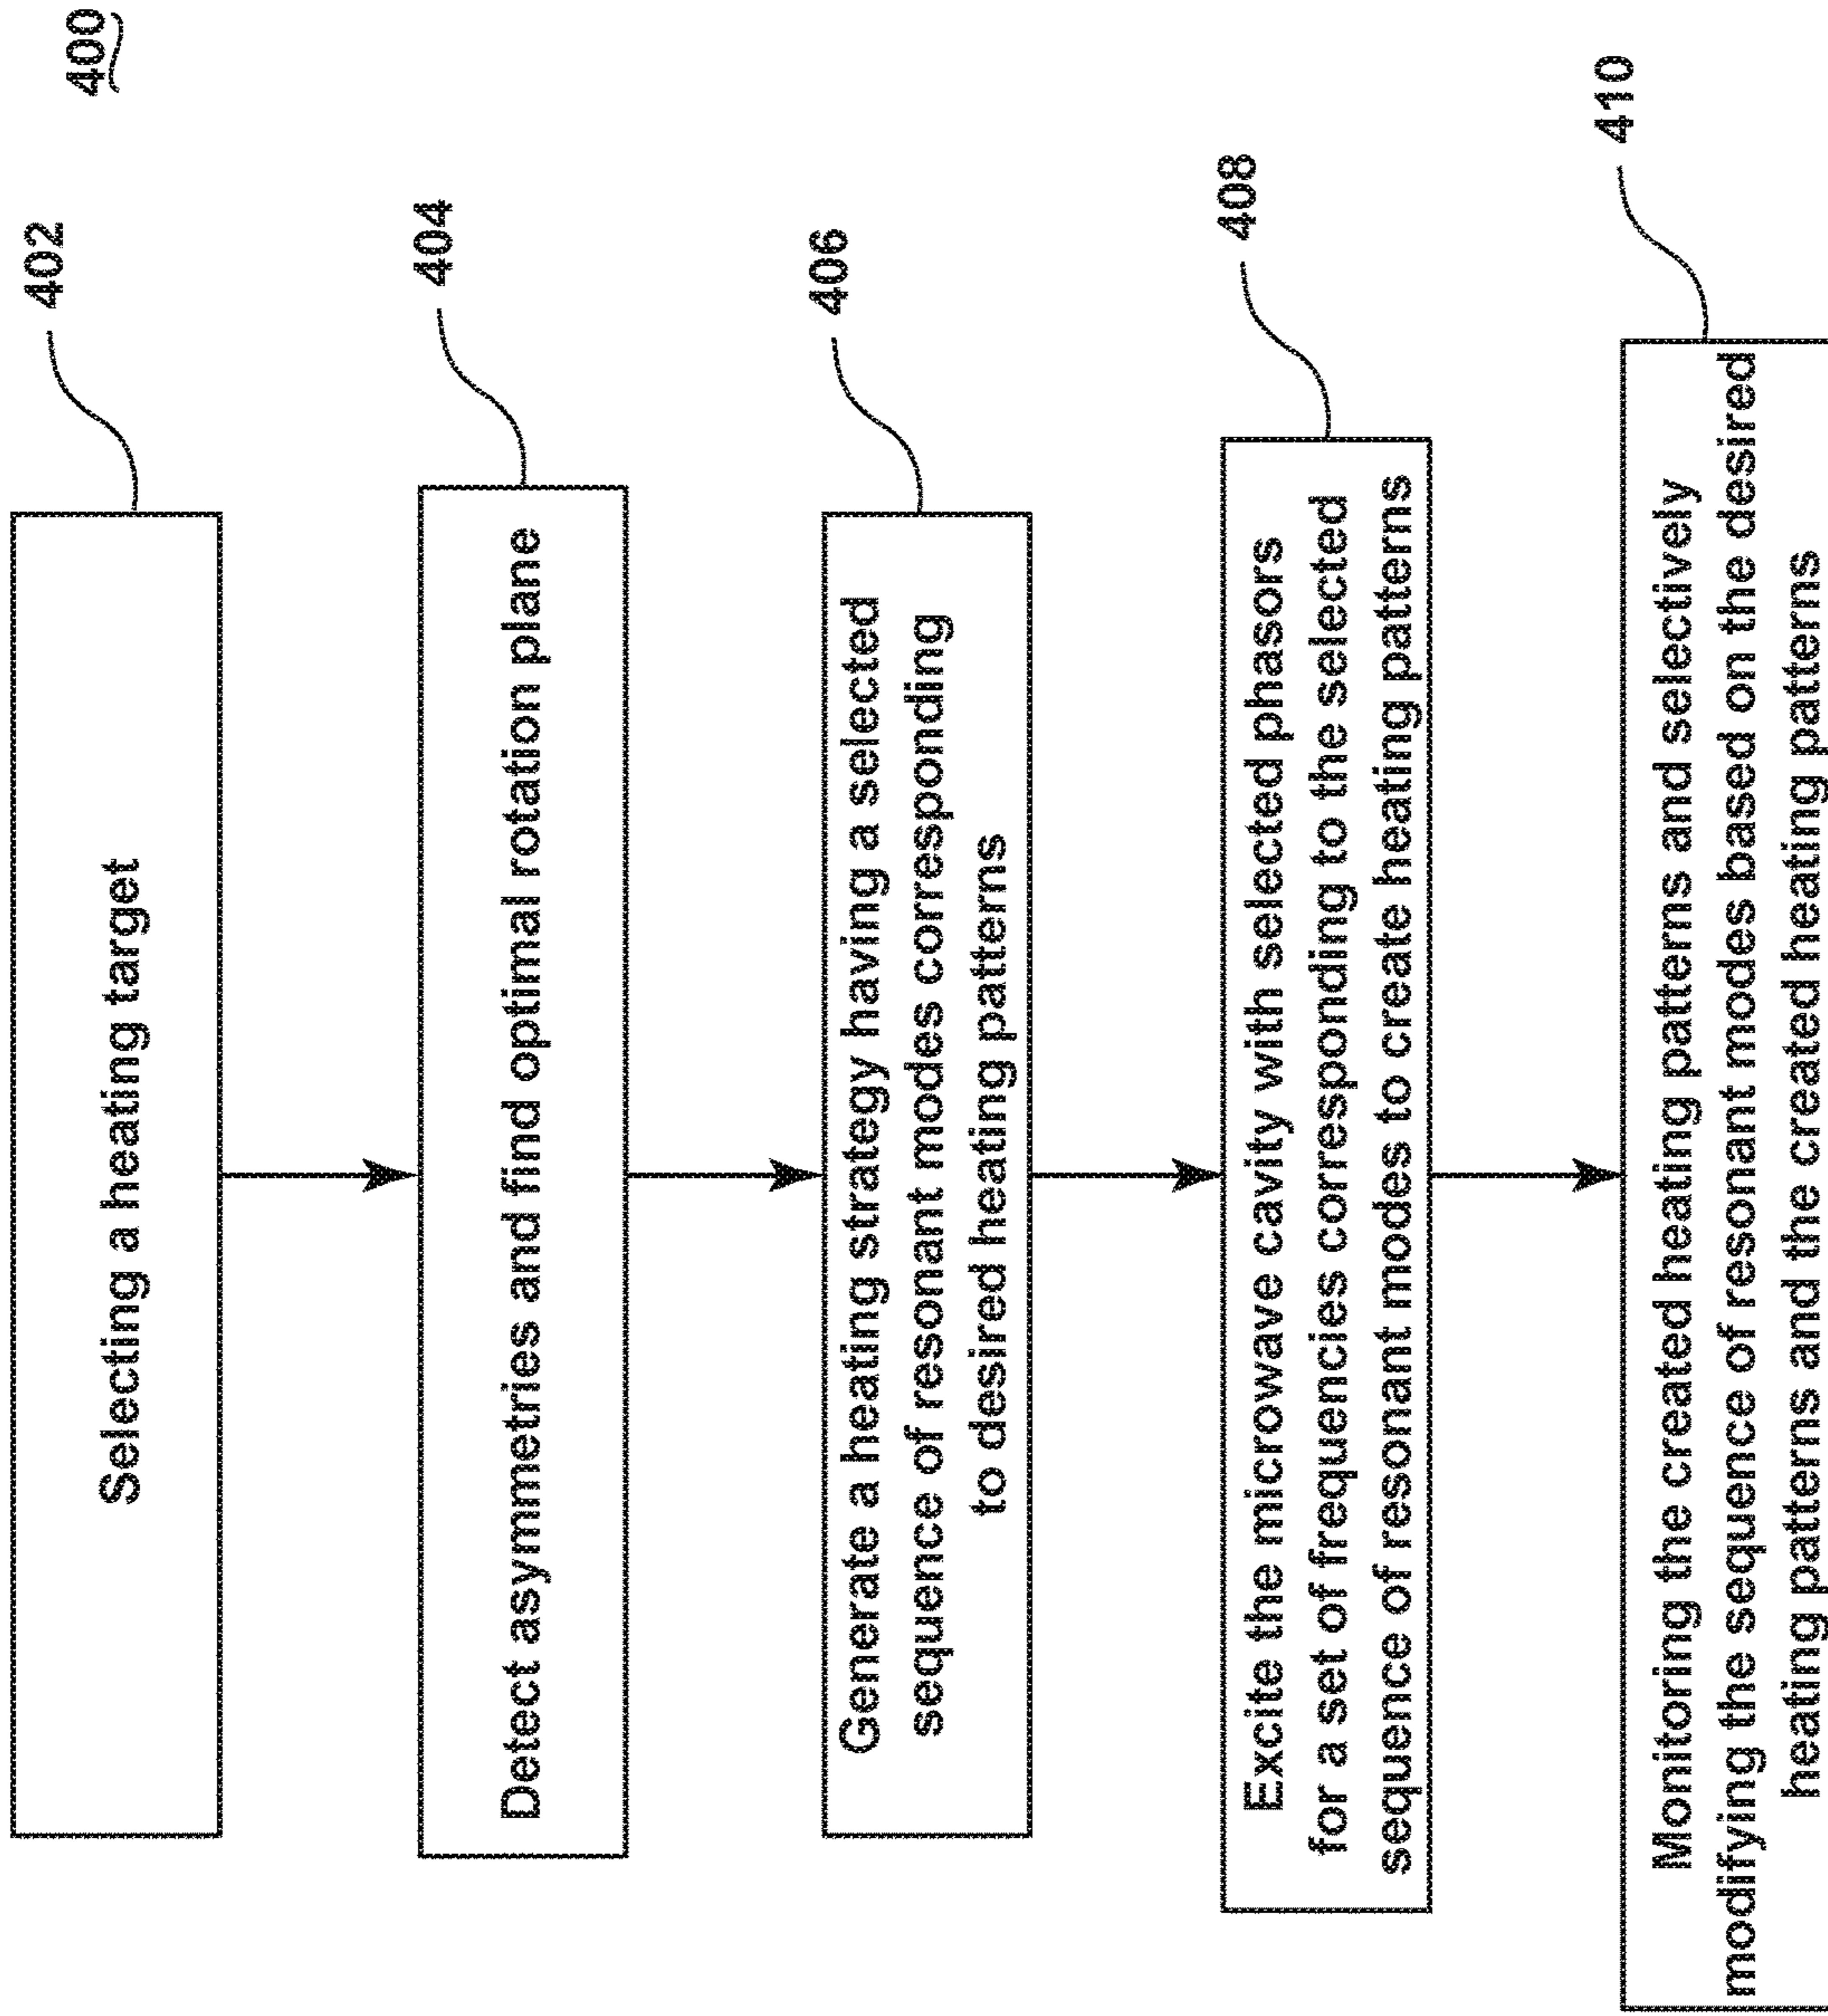 400
402
Selecting a heating target
404
Detect asymmetries and find optimal rotation plane
406
Generate a heating strategy having a selected
sequence of resonant modes corresponding
to desired heating patterns
408
Excite the microwave cavity with selected phasors
for a set of frequencies corresponding to the selected
sequence of resonant modes to create heating patterns
410
Monitoring the created heating patterns and selectively
modifying the sequence of resonant modes based on the desired
heating patterns and the created heating patterns